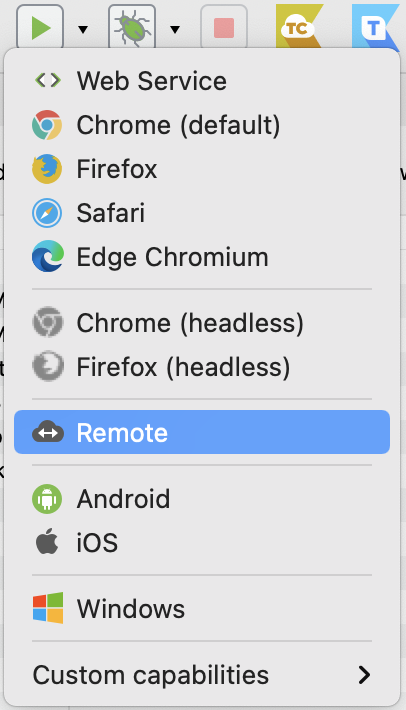 TC
T
Web Service
Chrome (default)
Firefox
Safari
Edge Chromium
Chrome (headless)
Firefox (headless)
Remote
Android
iOS
Windows
Custom capabilities